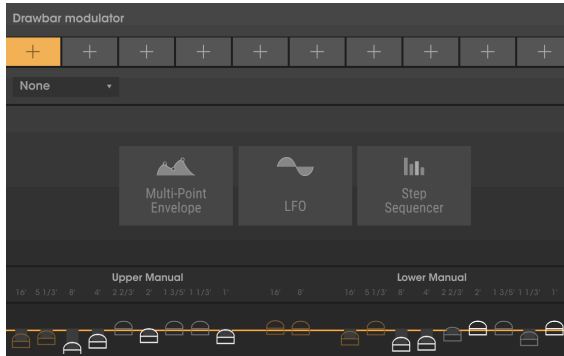 Drawbar modulator
None
Multi-Point
Envelope
LFO
Step
Sequencer
Upper Manual Lower Manual
16' 5 1/3' 8' 4' 2 2/3' 2' 1 3/5' 1 1/3' 1' 16' 8' 16' 5 1/3' 8' 4' 2 2/3' 2' 1 3/5' 1 1/3' 1'